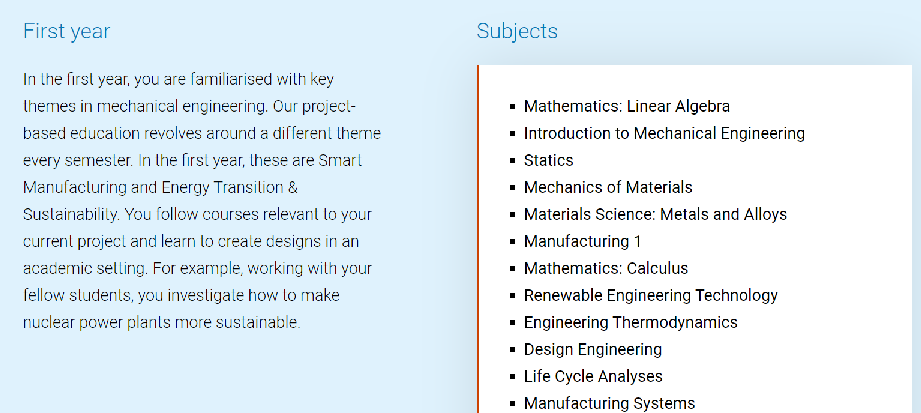 First year
In the first year, you are familiarised with key
themes in mechanical engineering. Our project-
based education revolves around a different theme
every semester. In the first year, these are Smart
Manufacturing and Energy Transition &
Sustainability. You follow courses relevant to your
current project and learn to create designs in an
academic setting. For example, working with your
fellow students, you investigate how to make
nuclear power plants more sustainable.
Subjects
▪ Mathematics: Linear Algebra
▪ Introduction to Mechanical Engineering
▪ Statics
▪ Mechanics of Materials
▪ Materials Science: Metals and Alloys
▪ Manufacturing 1
▪ Mathematics: Calculus
▪ Renewable Engineering Technology
▪ Engineering Thermodynamics
▪ Design Engineering
▪ Life Cycle Analyses
▪ Manufacturing Systems